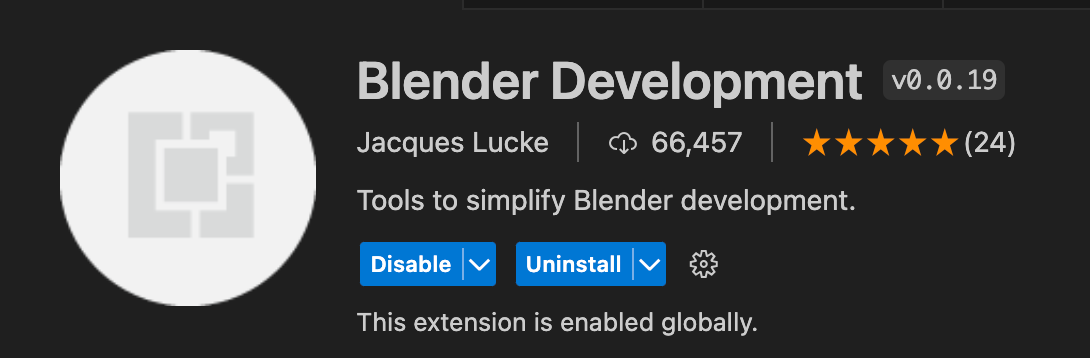 Blender Development v0.0.19
Jacques Lucke 66,457 (24)
Tools to simplify Blender development.
Disable Uninstall
This extension is enabled globally.